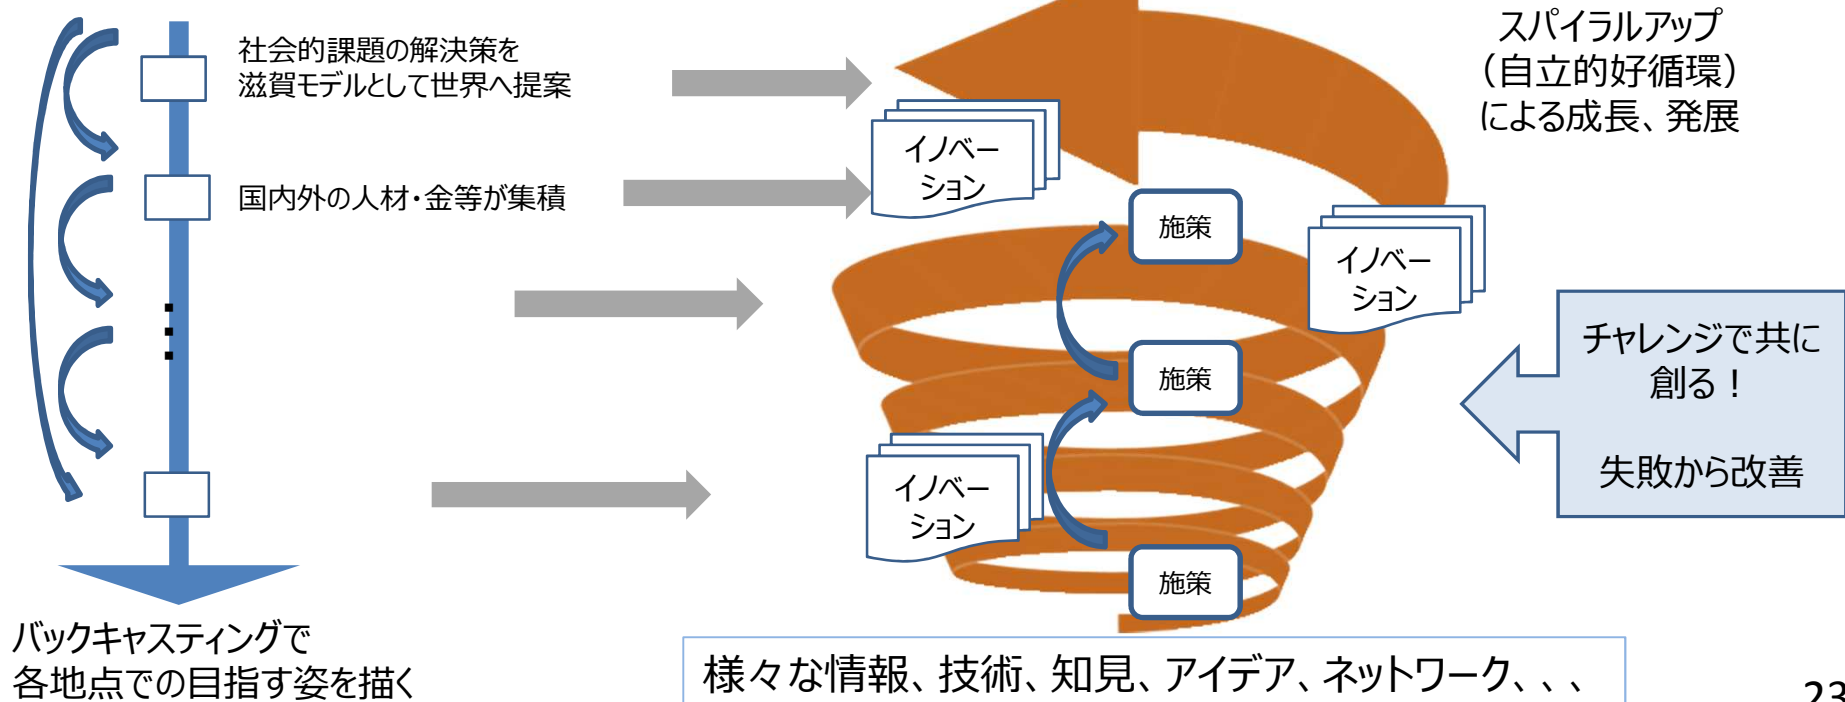 社会的課題の解決策を
滋賀モデルとして世界へ提案
国内外の人材・金等が集積
バックキャスティングで
各地点での目指す姿を描く
スパイラルアップ
（自立的好循環）
による成長、発展
イノベー
ション
施策
イノベー
ション
施策
イノベー
ション
施策
チャレンジで共に
創る！
失敗から改善
様々な情報、技術、知見、アイデア、ネットワーク、、、
23